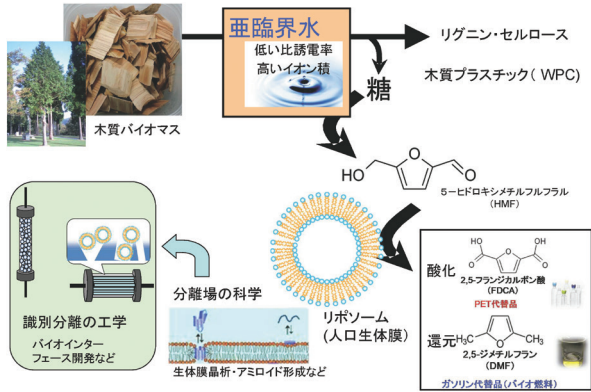 亜臨界水
低い比誘電率
高いイオン積
リグニン・セルロース
木質プラスチック( WPC)
糖
木質バイオマス
HO
O
O
5−ヒドロキシメチルフルフラル
(HMF)
分離場の科学
リポソーム
(人口生体膜)
生体膜晶析・アミロイド形成など
識別分離の工学
バイオインター
フェース開発など
酸化
HO
O
O
O
OH
2,5-フランジカルボン酸
(FDCA)
PET代替品
還元
H₃C
O
CH₃
2,5-ジメチルフラン
(DMF)
ガソリン代替品(バイオ燃料)